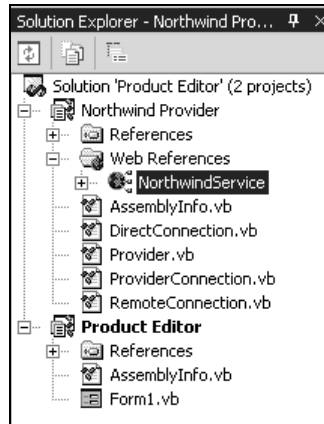 Solution Explorer - Northwind Pro...
Solution 'Product Editor' (2 projects)
Northwind Provider
References
Web References
NorthwindService
AssemblyInfo.vb
DirectConnection.vb
Provider.vb
ProviderConnection.vb
RemoteConnection.vb
Product Editor
References
AssemblyInfo.vb
Form1.vb